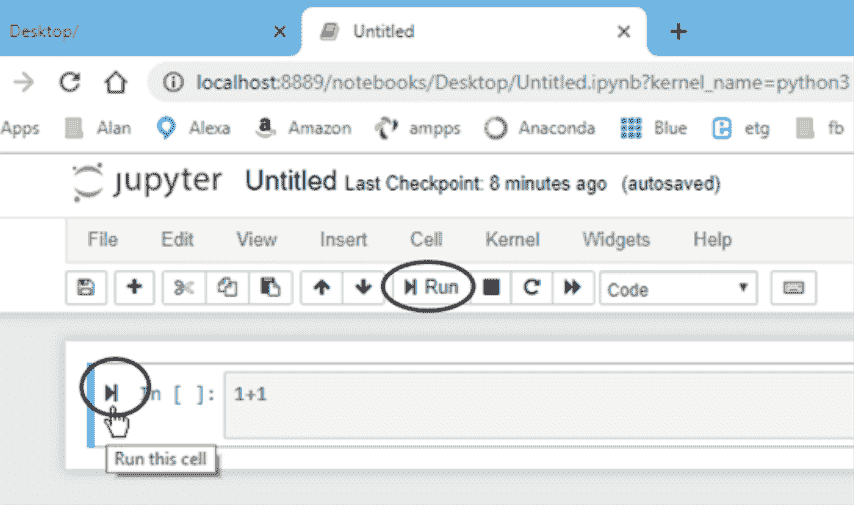 Desktop/ Untitled
localhost:8889/notebooks/Desktop/Untitled.ipynb?kernel_name=python3
Apps Alan Alexa Amazon ampps Anaconda Blue etg fb
jupyter Untitled Last Checkpoint: 8 minutes ago (autosaved)
File Edit View Insert Cell Kernel Widgets Help
Run Code
In [ ]: 1+1
Run this cell